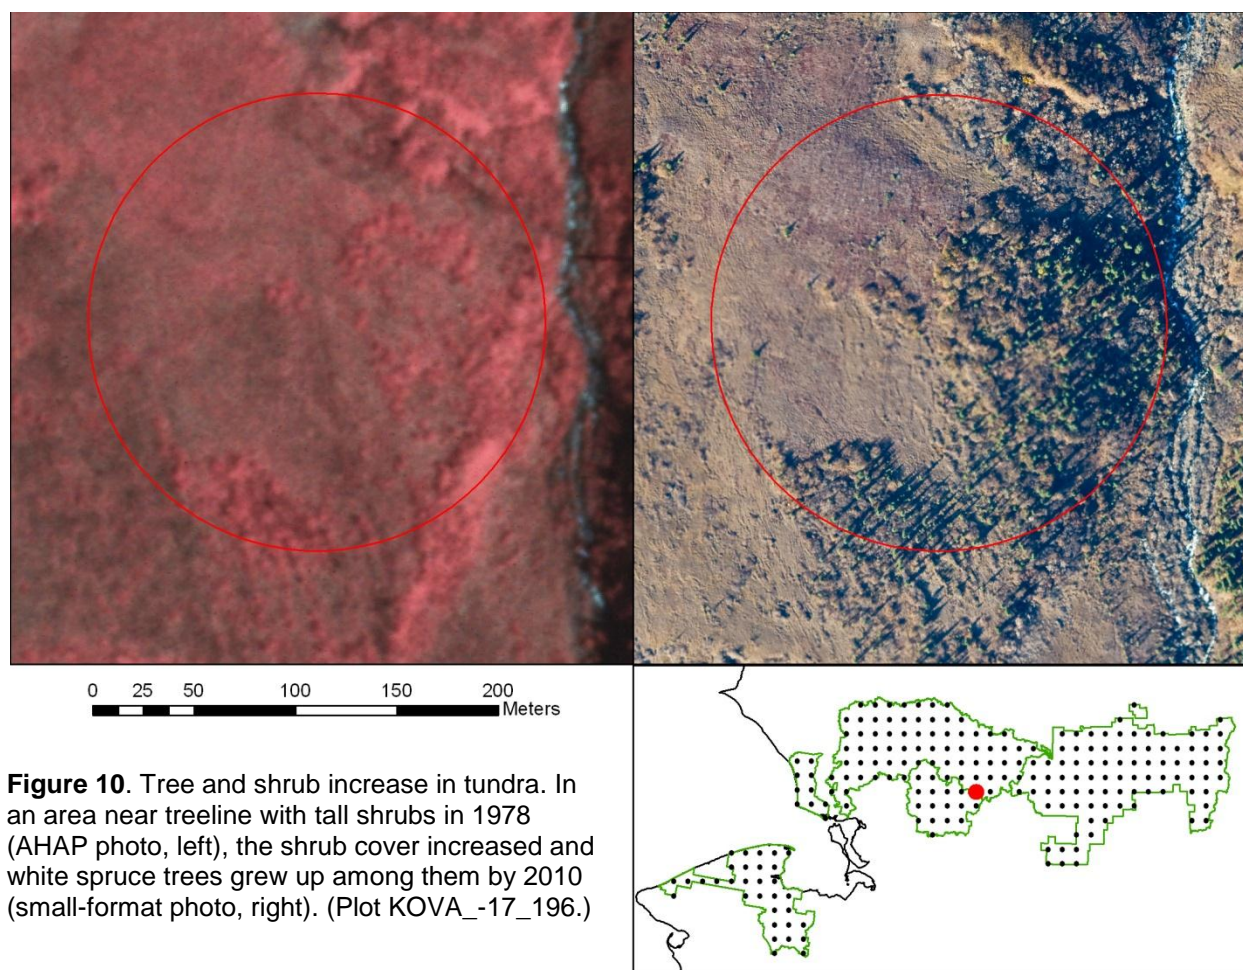 0 25 50 100 150 200
Meters
Figure 10. Tree and shrub increase in tundra. In
an area near treeline with tall shrubs in 1978
(AHAP photo, left), the shrub cover increased and
white spruce trees grew up among them by 2010
(small-format photo, right). (Plot KOVA_-17_196.)